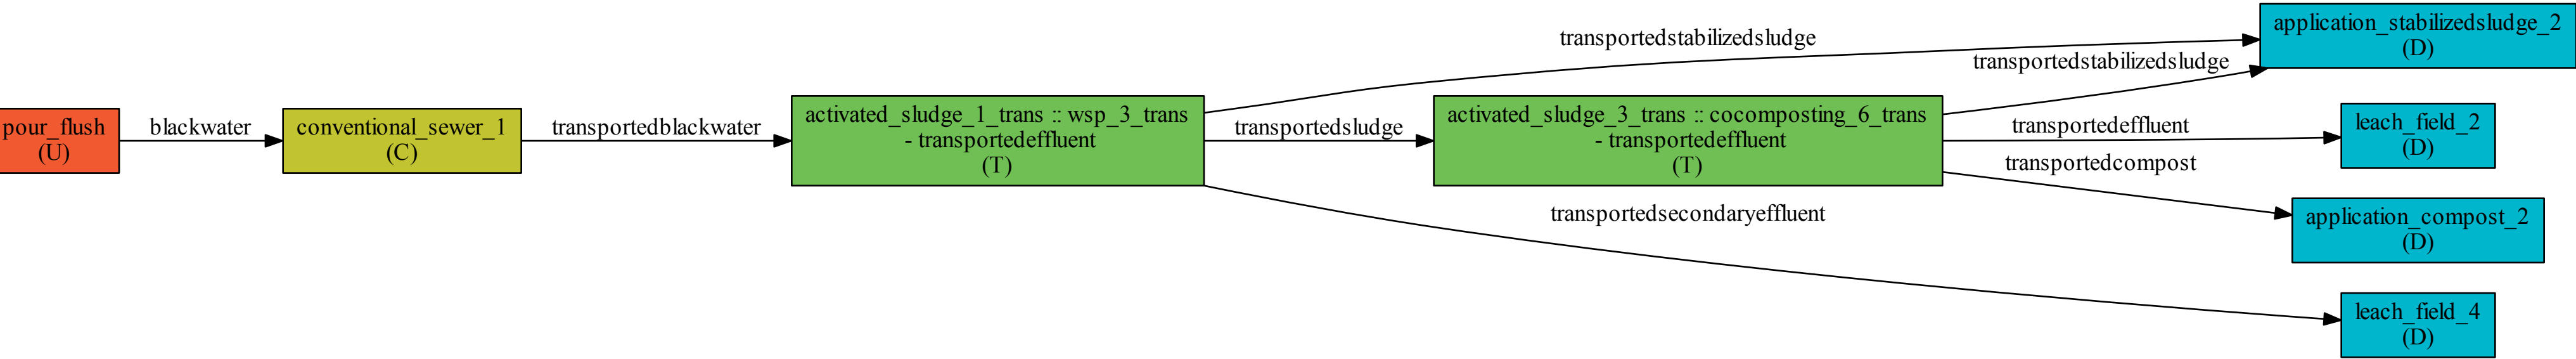 pour_flush
(U)
blackwater
conventional_sewer_1
(C)
transportedblackwater
activated_sludge_1_trans :: wsp_3_trans
- transportedeffluent
(T)
transportedstabilizedsludge
transportedsludge
transportedsecondaryeffluent
activated_sludge_3_trans :: cocomposting_6_trans
- transportedeffluent
(T)
transportedstabilizedsludge
transportedeffluent
transportedcompost
application_stabilizedsludge_2
(D)
leach_field_2
(D)
application_compost_2
(D)
leach_field_4
(D)